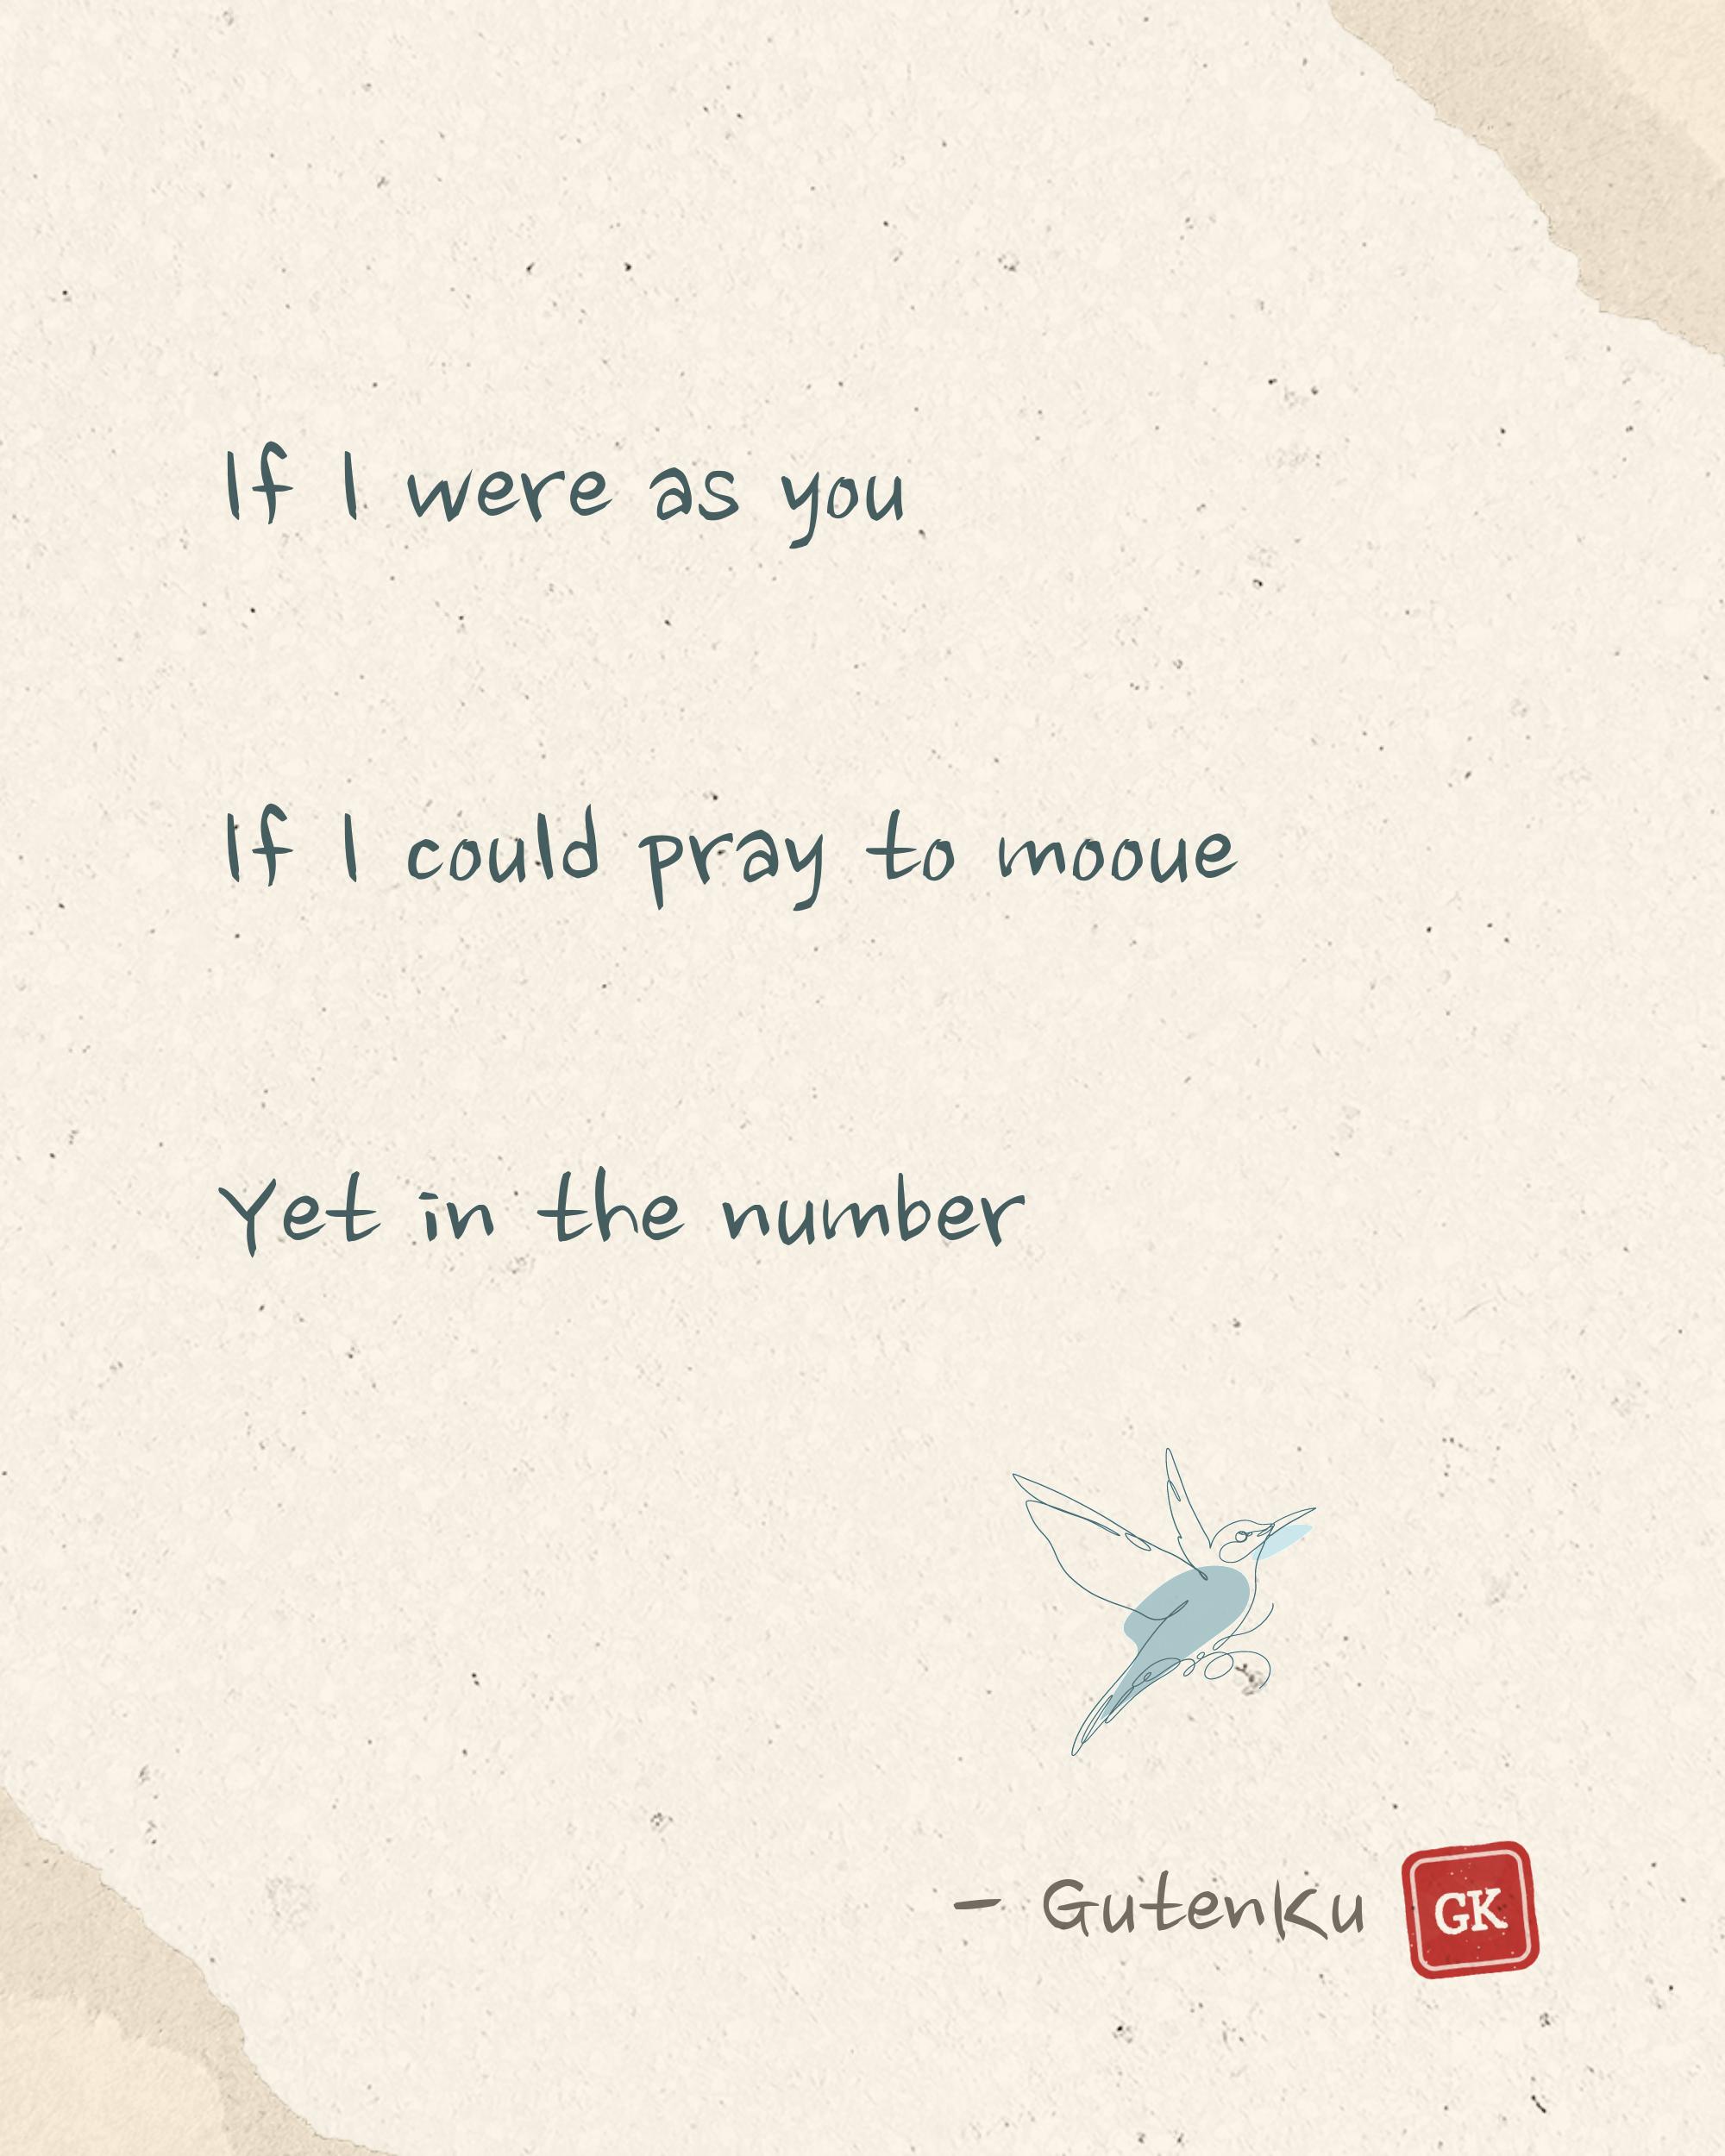 If I were as you
If I could pray to mooue
Yet in the number
- GutenKu
GK